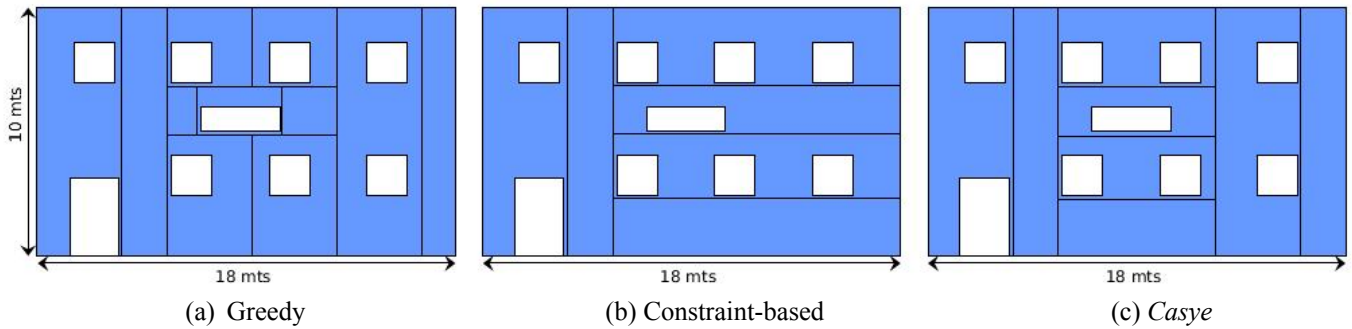 10 mts
18 mts
18 mts
18 mts
(a) Greedy
(b) Constraint-based
(c) Casye